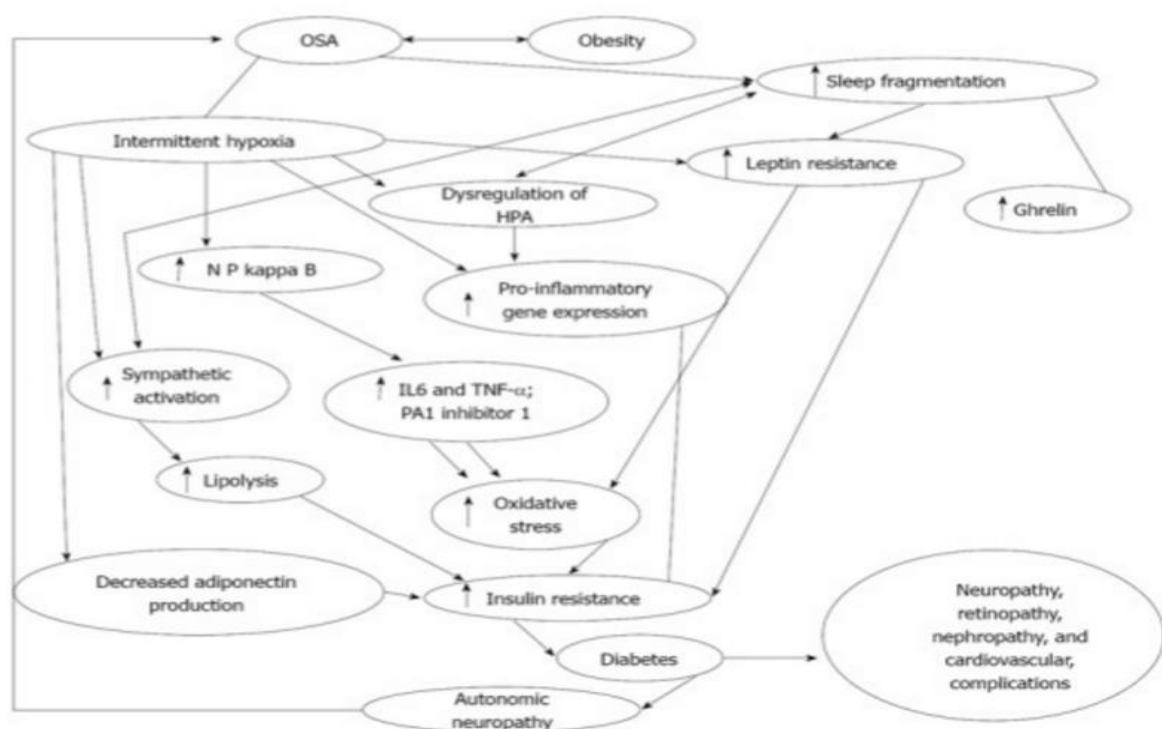 OSA
Obesity
↑ Sleep fragmentation
Intermittent hypoxia
↑ Leptin resistance
Dysregulation of
HPA
↑ Ghrelin
↑ N P kappa B
↑ Pro-inflammatory
gene expression
↑ Sympathetic
activation
↑ IL6 and TNF-α;
PA1 inhibitor 1
↑ Lipolysis
↑ Oxidative
stress
Decreased adiponectin
production
↑ Insulin resistance
Neuropathy,
retinopathy,
nephropathy, and
cardiovascular,
complications
Diabetes
Autonomic
neuropathy